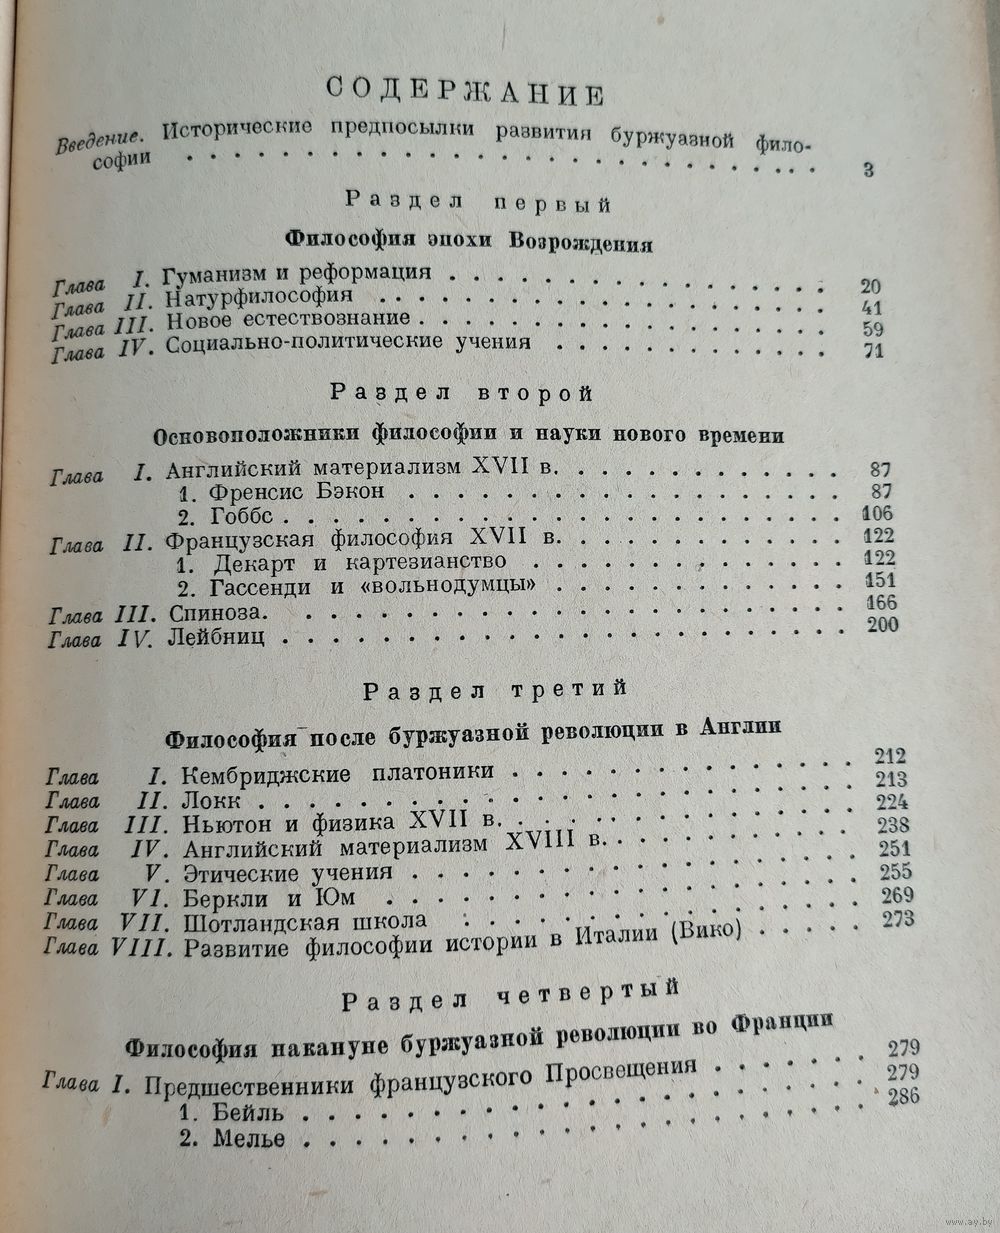 СОДЕРЖАНИЕ
Введение. Исторические предпосылки развития буржуазной фило-
софии . . . . . . . . . . . . . . . . . . . . . . . . 3
Раздел первый
Философия эпохи Возрождения
Глава I. Гуманизм и реформация . . . . . . . . . . . . . . . . 20
Глава II. Натурфилософия . . . . . . . . . . . . . . . . . . 41
Глава III. Новое естествознание . . . . . . . . . . . . . . . . . 59
Глава IV. Социально-политические учения . . . . . . . . . . . . 71
Раздел второй
Основоположники философии и науки нового времени
Глава I. Английский материализм XVII в. . . . . . . . . . . . . 87
1. Френсис Бэкон . . . . . . . . . . . . . . . . . 87
2. Гоббс . . . . . . . . . . . . . . . . . . . . . . 106
Глава II. Французская философия XVII в. . . . . . . . . . . . . 122
1. Декарт и картезианство . . . . . . . . . . . . . 122
2. Гассенди и «вольнодумцы» . . . . . . . . . . . . 151
Глава III. Спиноза. . . . . . . . . . . . . . . . . . . . . . 166
Глава IV. Лейбниц . . . . . . . . . . . . . . . . . . . . . . 200
Раздел третий
Философия после буржуазной революции в Англии
212
Глава I. Кембриджские платоники . . . . . . . . . . . . . . 213
Глава II. Локк . . . . . . . . . . . . . . . . . . . . . . . 224
Глава III. Ньютон и физика XVII в. . . . . . . . . . . . . . . 238
Глава IV. Английский материализм XVIII в. . . . . . . . . . . 251
Глава V. Этические учения . . . . . . . . . . . . . . . . . 255
Глава VI. Беркли и Юм . . . . . . . . . . . . . . . . . . . 269
Глава VII. Шотландская школа . . . . . . . . . . . . . . . . 273
Глава VIII. Развитие философии истории в Италии (Вико) . . . . .
Раздел четвертый
Философия накануне буржуазной революции во Франции
Глава I. Предшественники французского Просвещения . . . . . . 279
1. Бейль . . . . . . . . . . . . . . . . . . . . . . 279
2. Мелье . . . . . . . . . . . . . . . . . . . . . . 286
www.ay.by